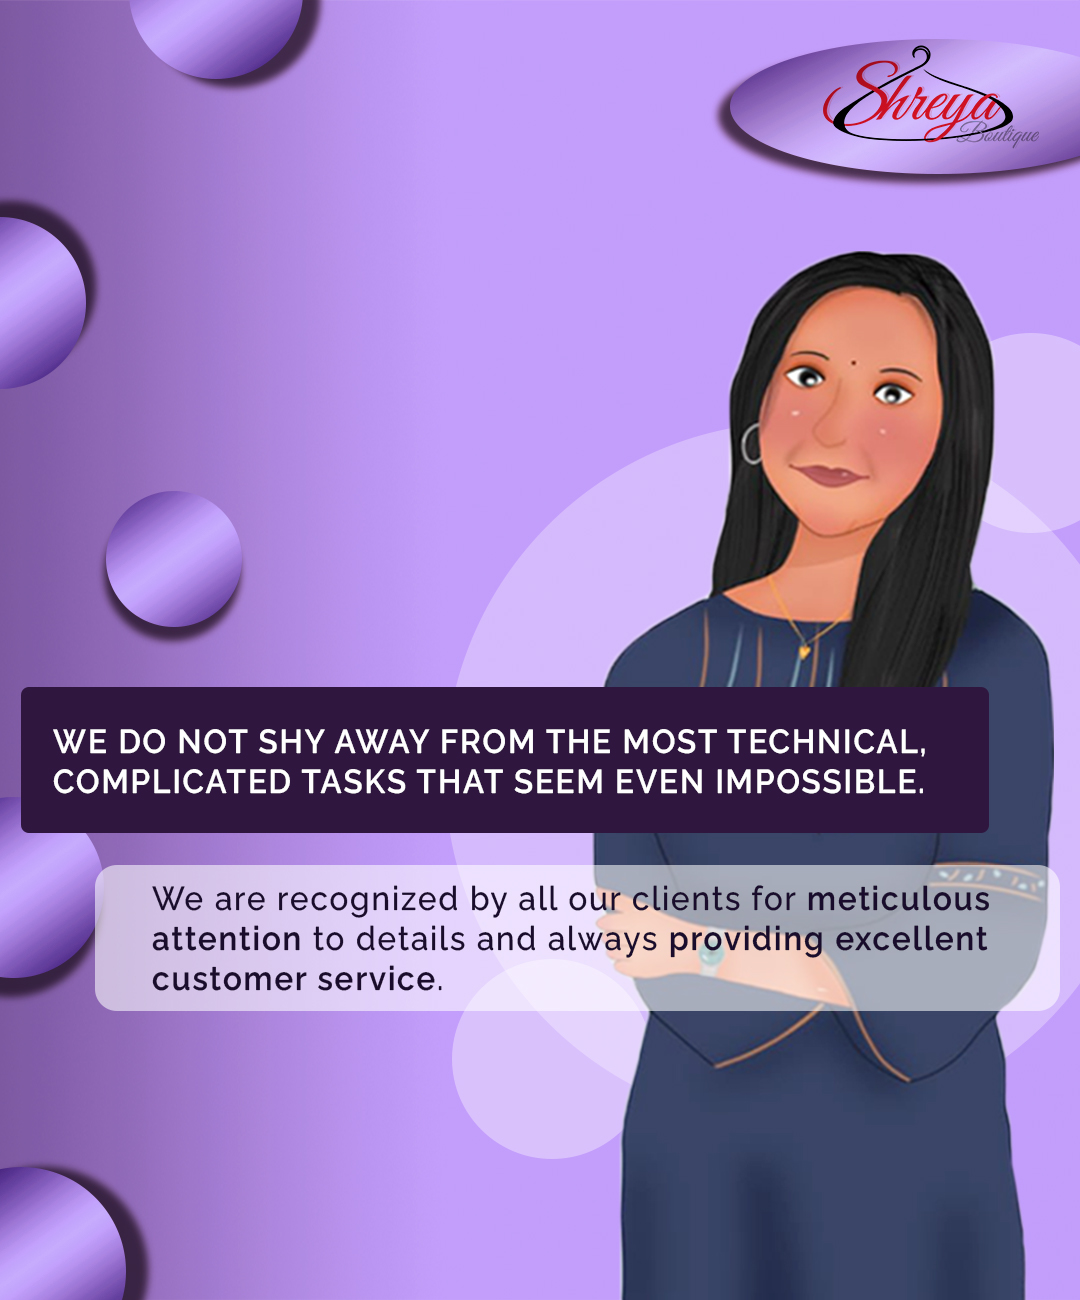 Shreya
Boutique
WE DO NOT SHY AWAY FROM THE MOST TECHNICAL,
COMPLICATED TASKS THAT SEEM EVEN IMPOSSIBLE.
We are recognized by all our clients for meticulous
attention to details and always providing excellent
customer service.